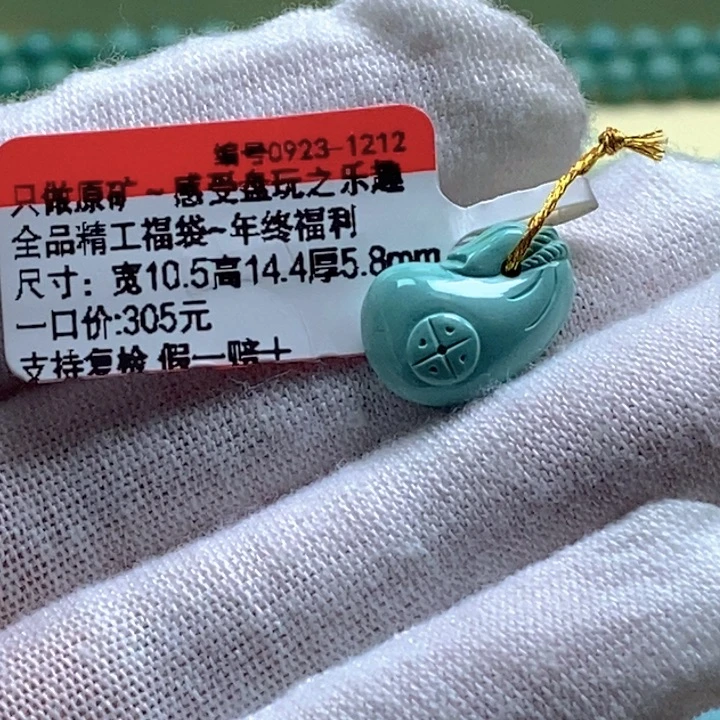 编号0923-1212
只做原矿~感受盘玩之乐趣
全品精工福袋~年终福利
尺寸：宽10.5高14.4厚5.8mm
一口价:305元
支持复检 假一赔十